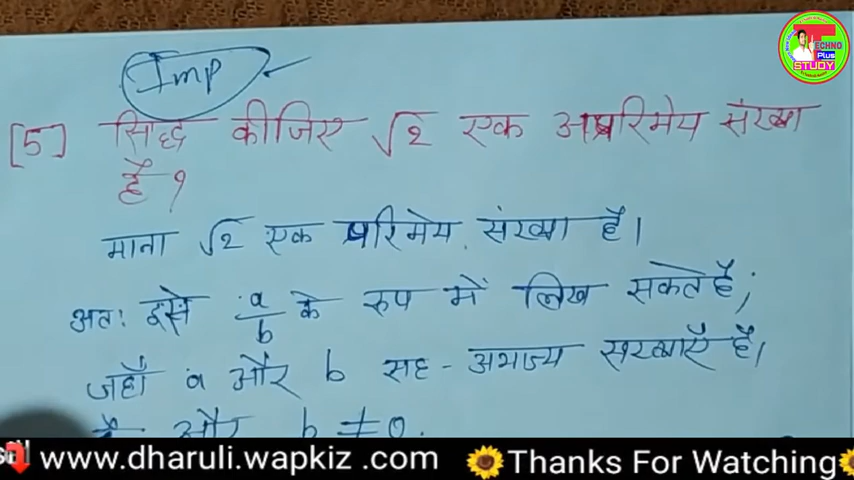 Imp
[5] सिद्ध कीजिए √2 एक अपरिमेय संख्या
है ?
माना √2 एक परिमेय संख्या है।
अतः इसे a/b के रुप में लिख सकते है;
जहाँ a और b सह-अभाज्य संख्याएँ है।
है और b ≠ 0.
TECHNO
Plus
STUDY
www.dharuli.wapkiz .com 🌻Thanks For Watching🌻